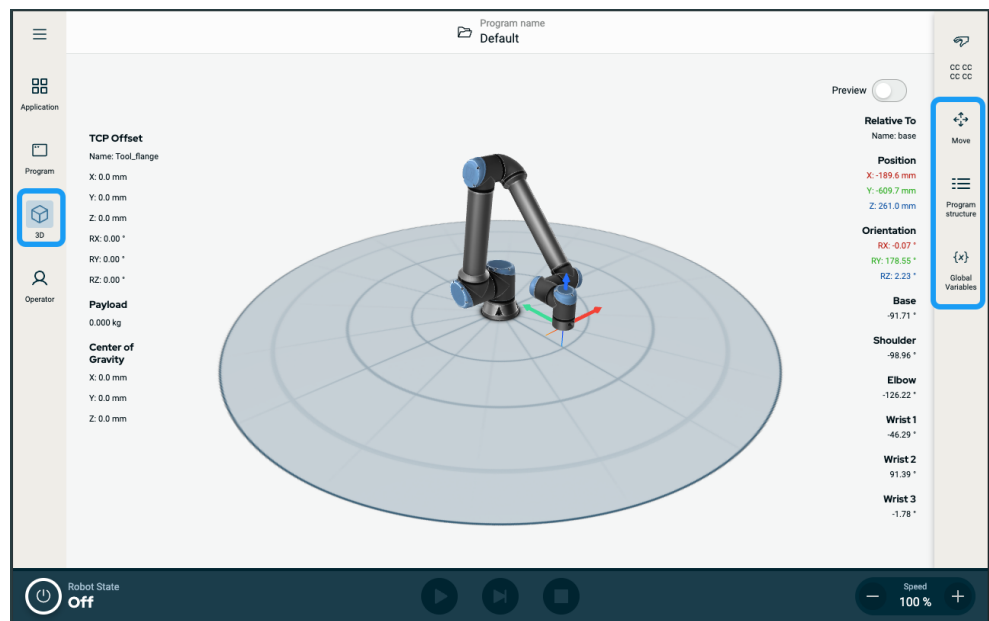 Program name
Default
Application
Program
3D
Operator
TCP Offset
Name: Tool_flange
X: 0.0 mm
Y: 0.0 mm
Z: 0.0 mm
RX: 0.00 °
RY: 0.00 °
RZ: 0.00 °
Payload
0.000 kg
Center of
Gravity
X: 0.0 mm
Y: 0.0 mm
Z: 0.0 mm
Preview
Relative To
Name: base
Position
X: -189.6 mm
Y: -609.7 mm
Z: 261.0 mm
Orientation
RX: -0.07 °
RY: 178.55 °
RZ: 2.23 °
Base
-91.71 °
Shoulder
-98.96 °
Elbow
-126.22 °
Wrist 1
-46.29 °
Wrist 2
91.39 °
Wrist 3
-1.78 °
CC CC
CC CC
Move
Program
structure
{x}
Global
Variables
Robot State
Off
Speed
100 %